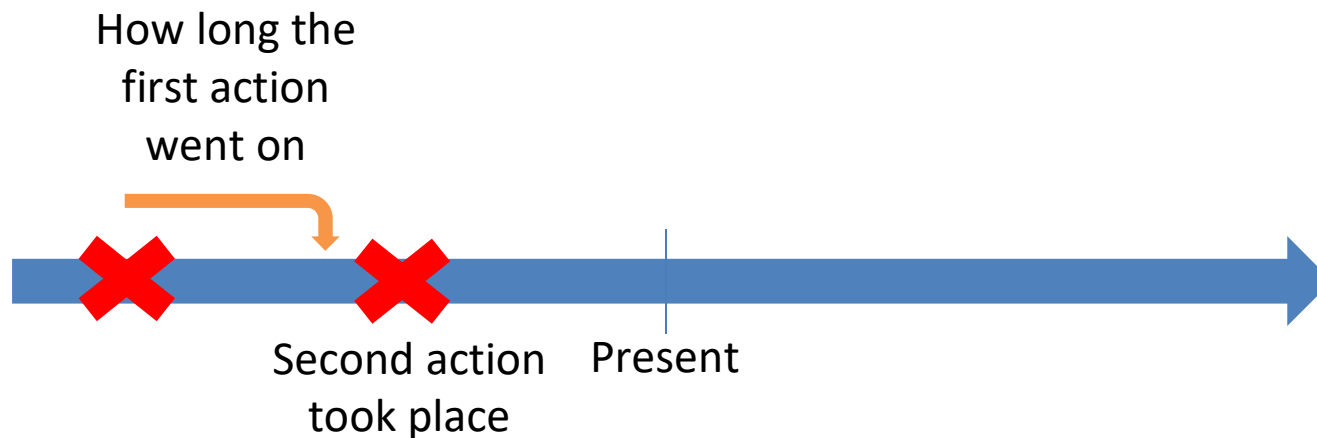 How long the
first action
went on
Second action
took place
Present